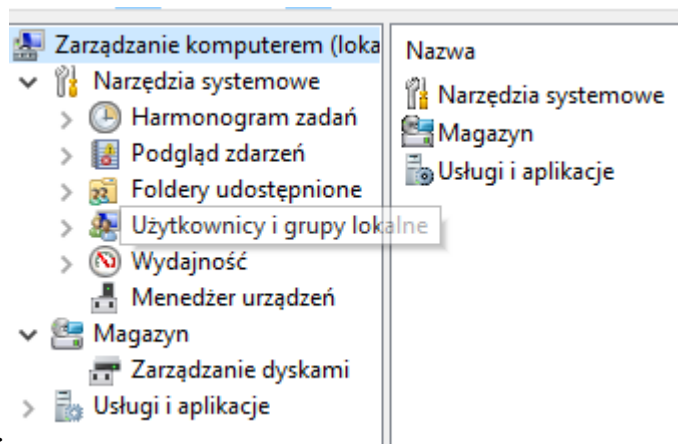 Zarządzanie komputerem (loka
Narzędzia systemowe
Harmonogram zadań
Podgląd zdarzeń
Foldery udostępnione
Użytkownicy i grupy lokalne
Wydajność
Menedżer urządzeń
Magazyn
Zarządzanie dyskami
Usługi i aplikacje
Nazwa
Narzędzia systemowe
Magazyn
Usługi i aplikacje